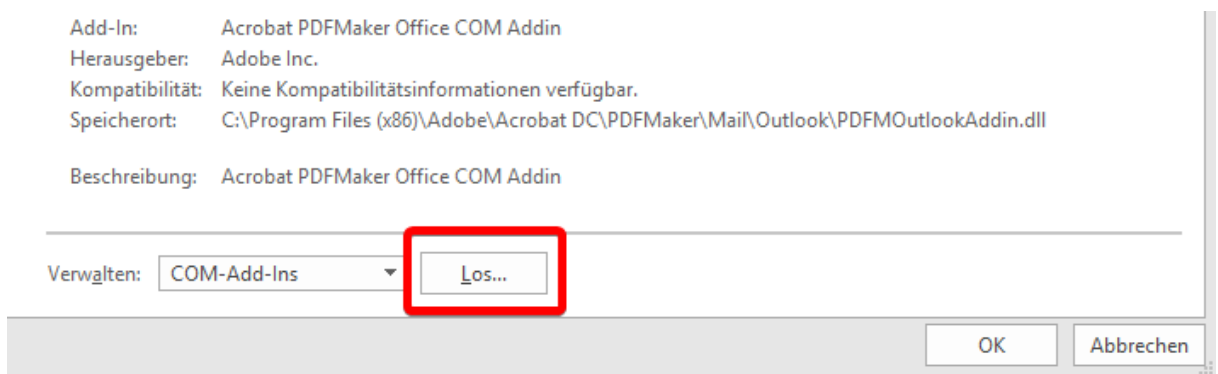 Add-In: Acrobat PDFMaker Office COM Addin
Herausgeber: Adobe Inc.
Kompatibilität: Keine Kompatibilitätsinformationen verfügbar.
Speicherort: C:\Program Files (x86)\Adobe\Acrobat DC\PDFMaker\Mail\Outlook\PDFMOutlookAddin.dll
Beschreibung: Acrobat PDFMaker Office COM Addin
Verwalten: COM-Add-Ins Los...
OK Abbrechen